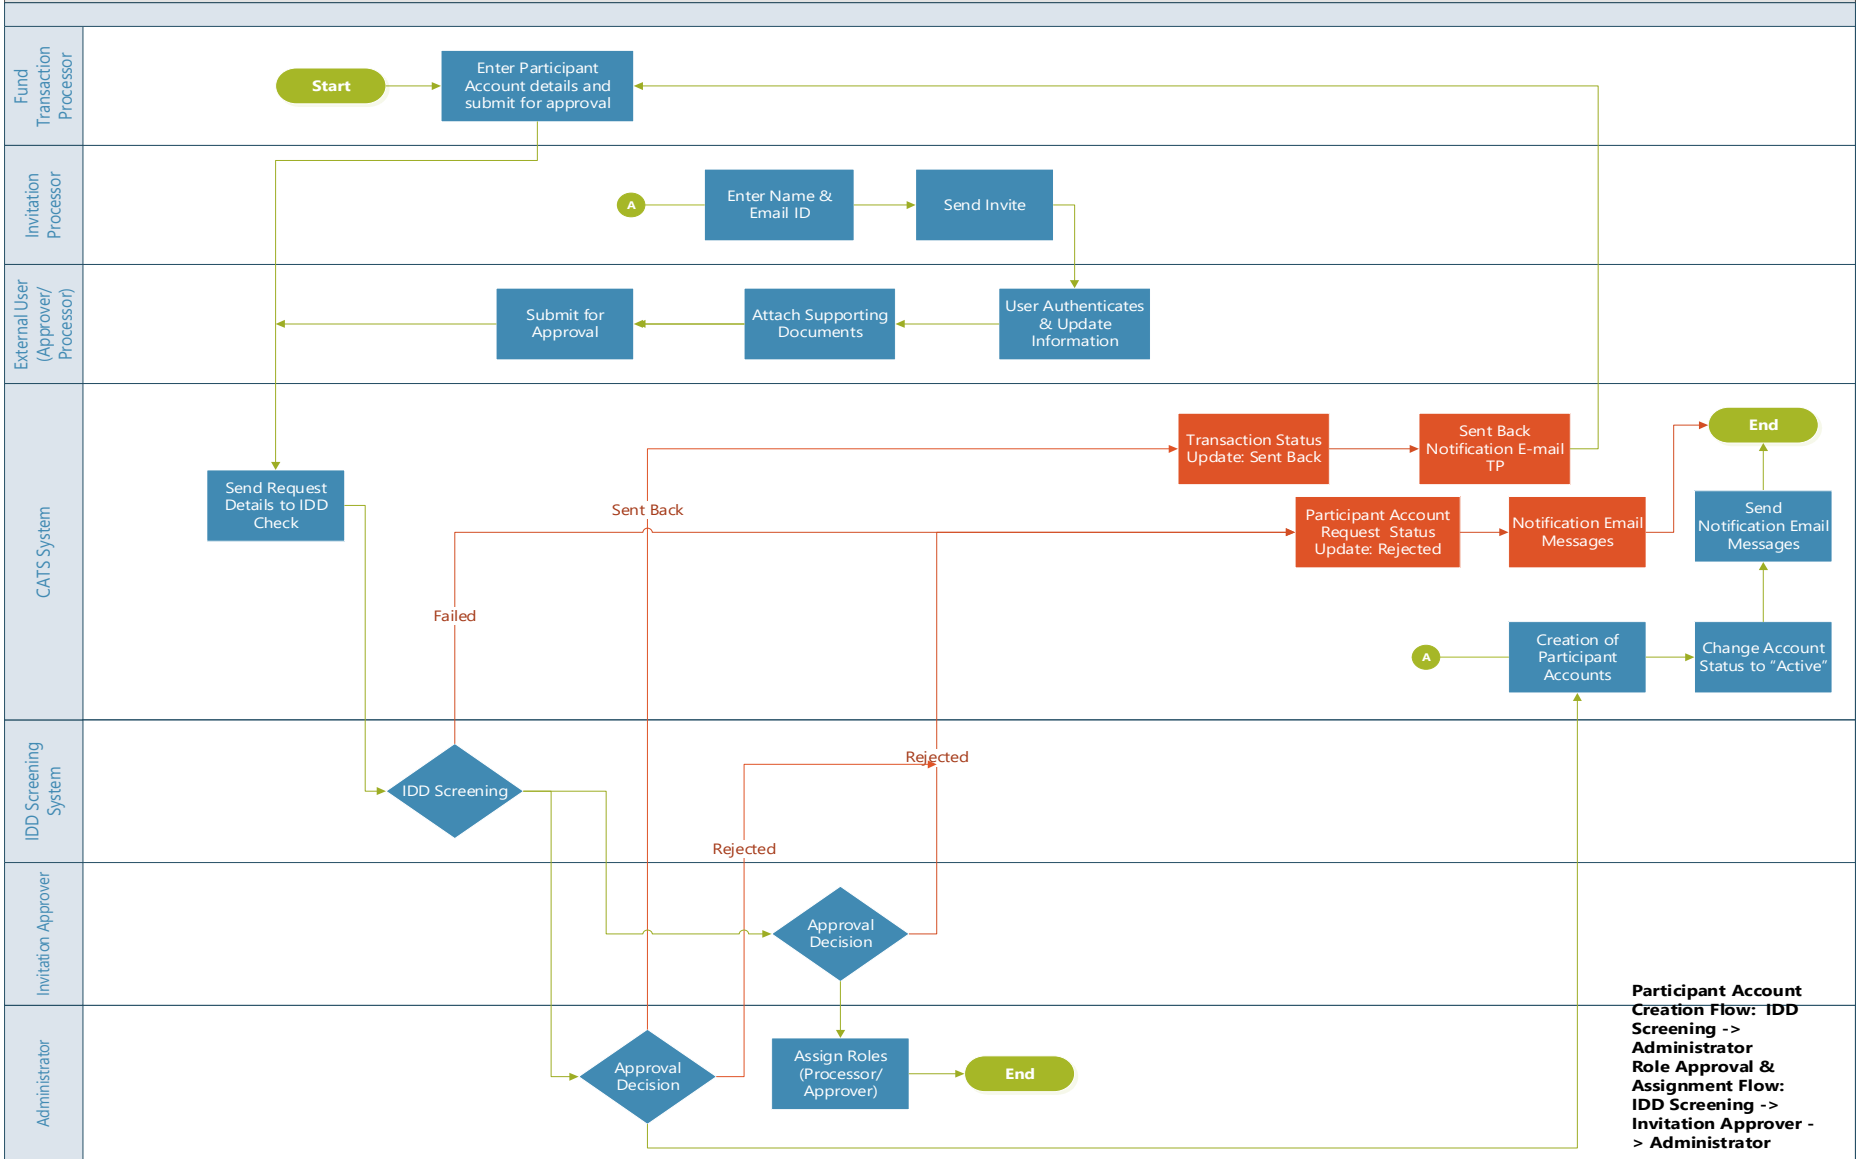 Fund
Transaction
Processor
Start
Enter Participant
Account details and
submit for approval
Invitation
Processor
A
Enter Name &
Email ID
Send Invite
External User
(Approver/
Processor)
Submit for
Approval
Attach Supporting
Documents
User Authenticates
& Update
Information
CATS System
Send Request
Details to IDD
Check
Sent Back
Failed
Transaction Status
Update: Sent Back
Sent Back
Notification E-mail
TP
End
Participant Account
Request  Status
Update: Rejected
Notification Email
Messages
Send
Notification Email
Messages
A
Creation of
Participant
Accounts
Change Account
Status to “Active”
IDD Screening
System
IDD Screening
Rejected
Rejected
Invitation Approver
Approval
Decision
Administrator
Approval
Decision
Assign Roles
(Processor/
Approver)
End
Participant Account
Creation Flow:  IDD
Screening ->
Administrator
Role Approval &
Assignment Flow:
IDD Screening ->
Invitation Approver -
> Administrator